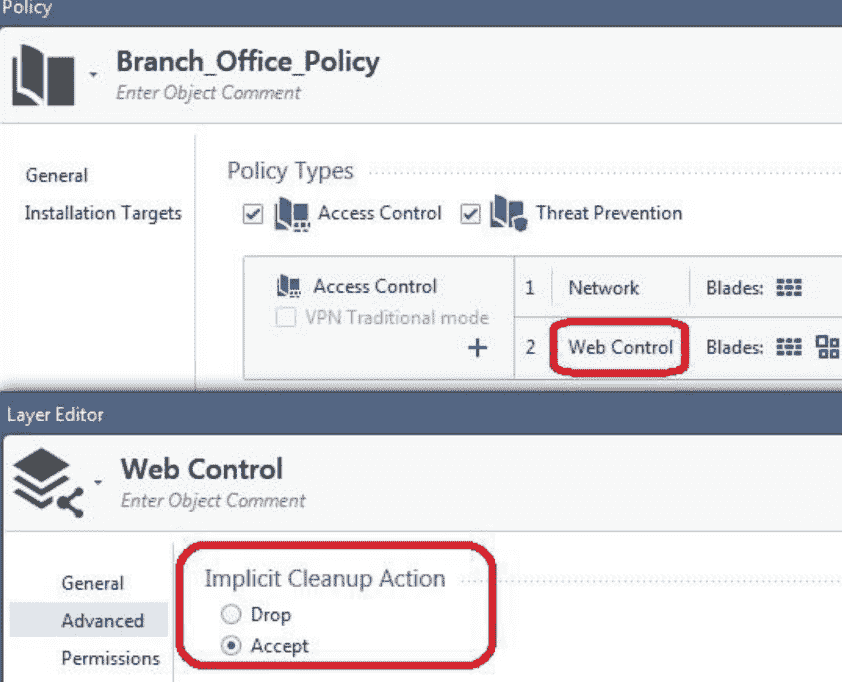 Policy
Branch_Office_Policy
Enter Object Comment
General
Installation Targets
Policy Types
Access Control
Threat Prevention
Access Control
VPN Traditional mode
1 Network Blades:
2 Web Control Blades:
Layer Editor
Web Control
Enter Object Comment
General
Advanced
Permissions
Implicit Cleanup Action
Drop
Accept